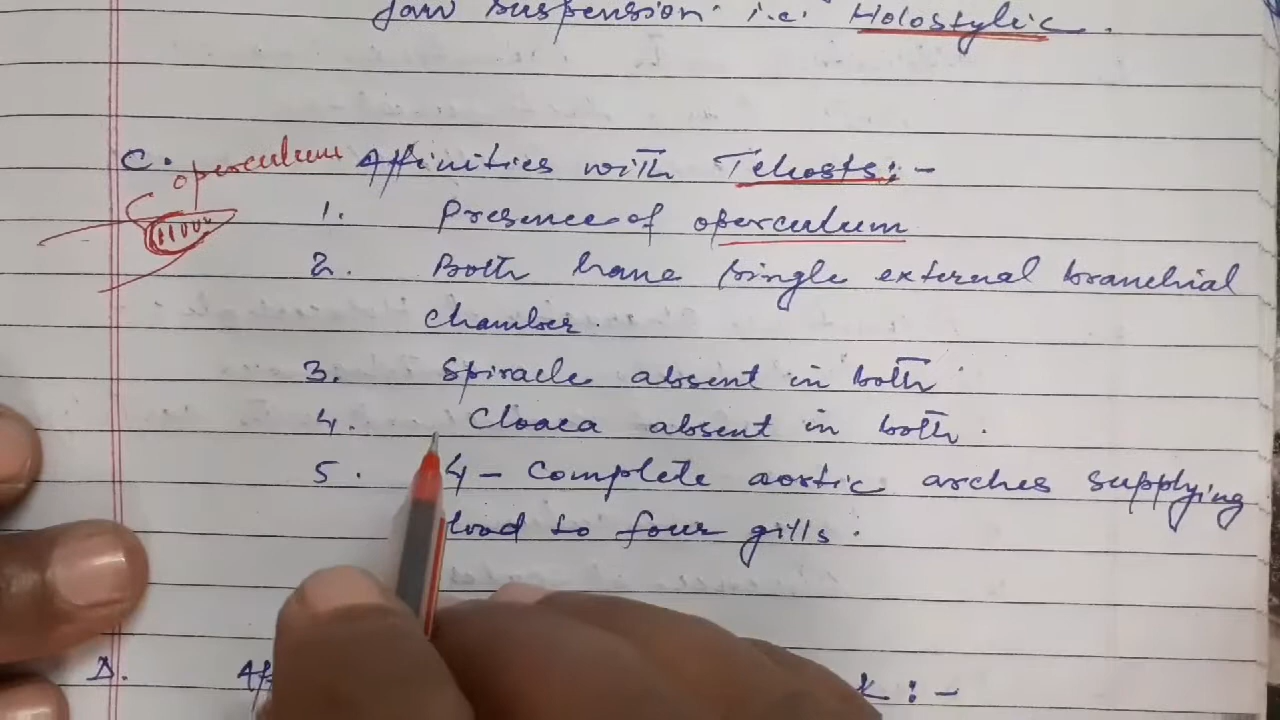 Jaw suspension i.e. Holostylic.
C. operculum Affinities with Teleosts:-
1. Presence of operculum
2. Both have single external branchial
chamber.
3. Spiracle absent in both
4. Cloaca absent in both.
5. 4 - Complete aortic arches supplying
to four gills.
D. :-